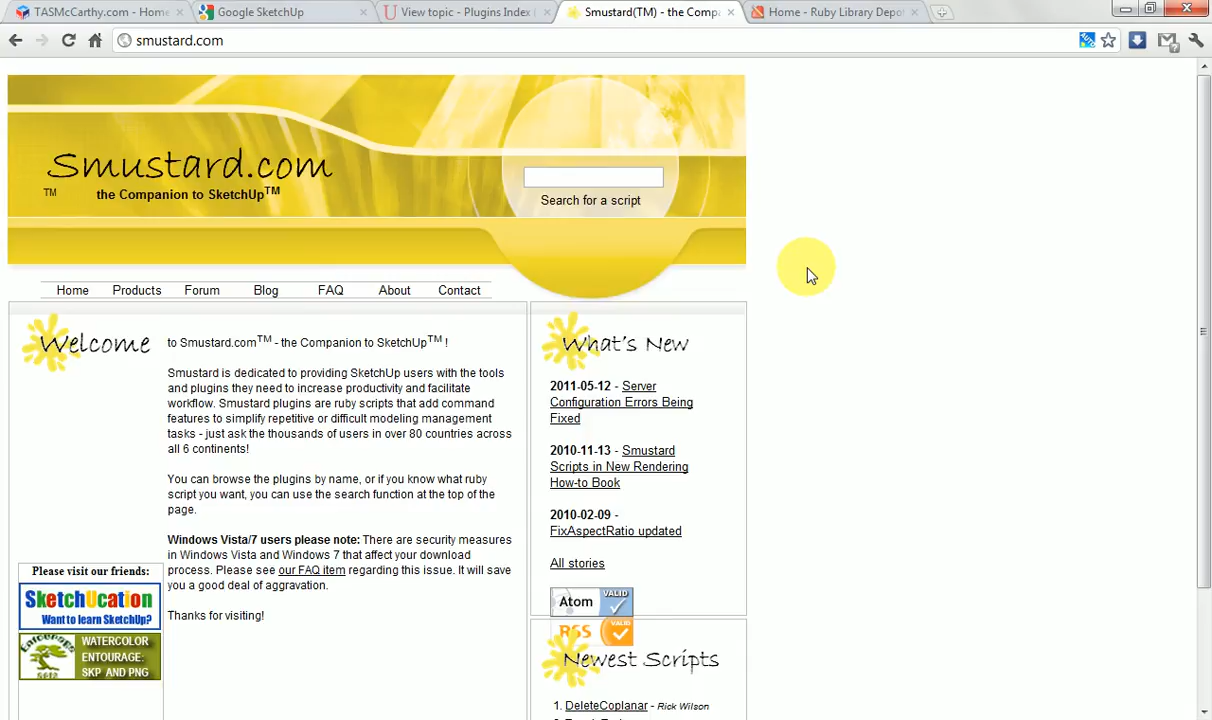 TASMcCarthy.com - Home
Google SketchUp
View topic - Plugins Index
Smustard(TM) - the Compa
Home - Ruby Library Depot
smustard.com
Smustard.com
TM the Companion to SketchUp TM
Search for a script
Home Products Forum Blog FAQ About Contact
Welcome
to Smustard.com TM - the Companion to SketchUp TM !
Smustard is dedicated to providing SketchUp users with the tools
and plugins they need to increase productivity and facilitate
workflow. Smustard plugins are ruby scripts that add command
features to simplify repetitive or difficult modeling management
tasks - just ask the thousands of users in over 80 countries across
all 6 continents!
You can browse the plugins by name, or if you know what ruby
script you want, you can use the search function at the top of the
page.
Windows Vista/7 users please note: There are security measures
in Windows Vista and Windows 7 that affect your download
process. Please see our FAQ item regarding this issue. It will save
you a good deal of aggravation.
Thanks for visiting!
Please visit our friends:
SketchUcation
Want to learn SketchUp?
WATERCOLOR
ENTOURAGE:
SKP AND PNG
What's New
2011-05-12 - Server
Configuration Errors Being
Fixed
2010-11-13 - Smustard
Scripts in New Rendering
How-to Book
2010-02-09 -
FixAspectRatio updated
All stories
Atom VALID
RSS VALID
Newest Scripts
1. DeleteCoplanar - Rick Wilson